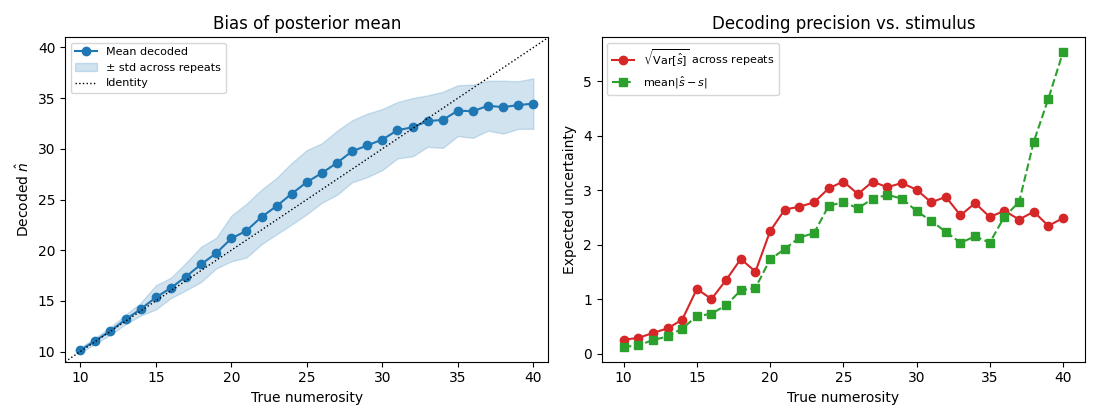 Bias of posterior mean
Mean decoded
± std across repeats
Identity
Decoded n̂
40
35
30
25
20
15
10
10 15 20 25 30 35 40
True numerosity
Decoding precision vs. stimulus
√Var[ŝ] across repeats
mean|ŝ − s|
Expected uncertainty
5
4
3
2
1
0
10 15 20 25 30 35 40
True numerosity